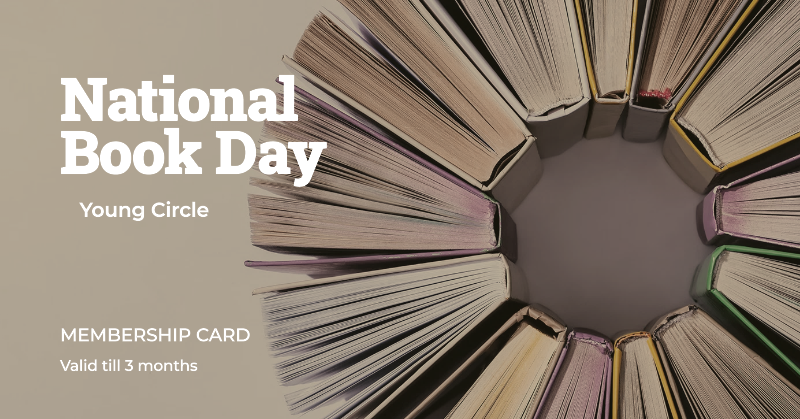 National
Book Day
Young Circle
MEMBERSHIP CARD
Valid till 3 months